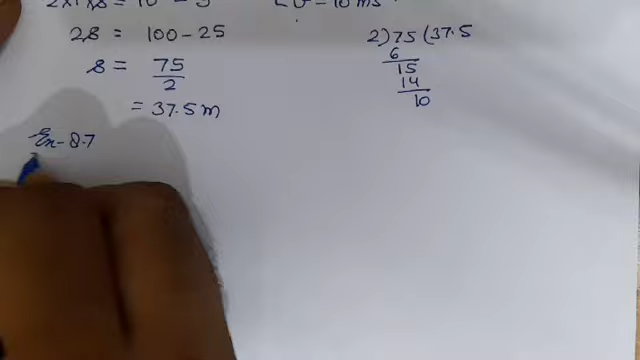 2s = 100 - 25
2)75(37.5
6
s = 75/2
15
14
= 37.5 m
10
Ex - 8.7